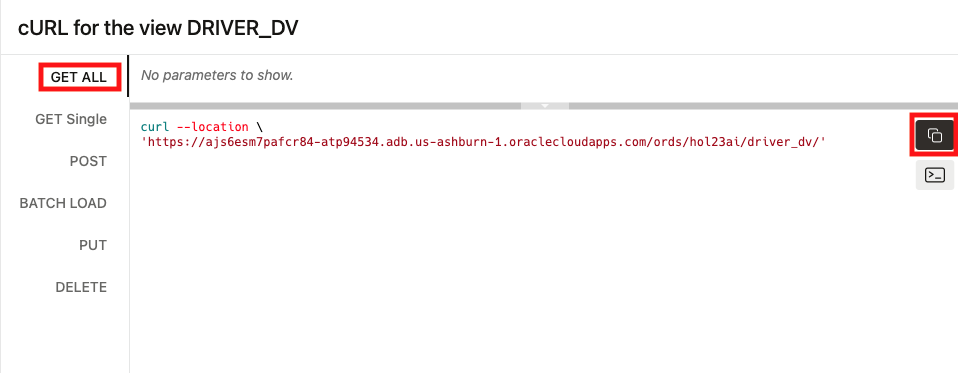 cURL for the view DRIVER_DV
GET ALL
No parameters to show.
GET Single
POST
BATCH LOAD
PUT
DELETE
curl --location \
'https://ajs6esm7pafcr84-atp94534.adb.us-ashburn-1.oraclecloudapps.com/ords/hol23ai/driver_dv/'